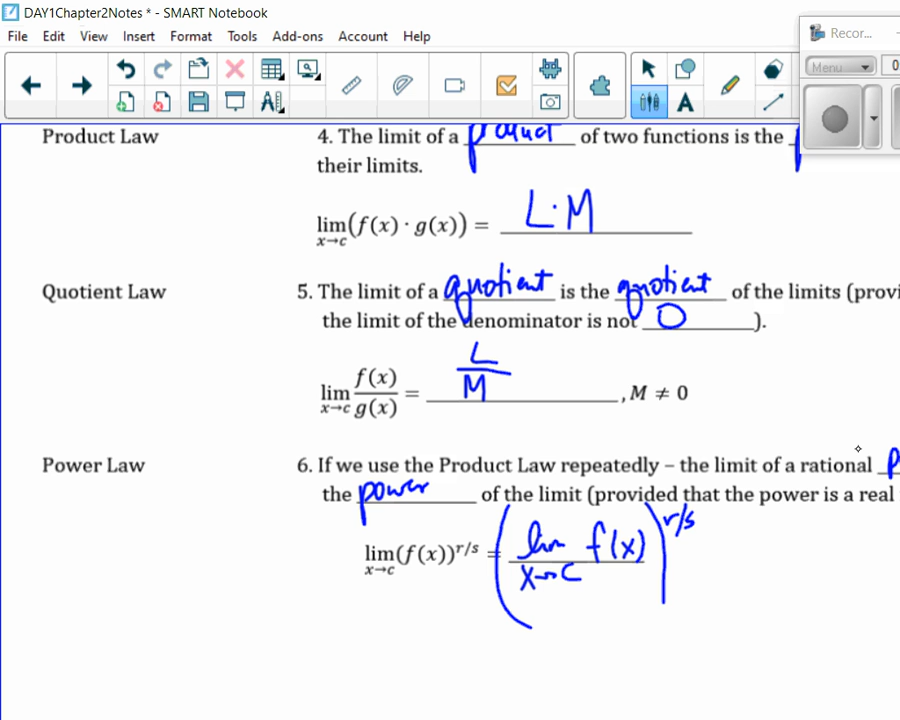 DAY1Chapter2Notes * - SMART Notebook
File Edit View Insert Format Tools Add-ons Account Help
Recor...
Menu
Product Law 4. The limit of a product of two functions is the
their limits.
lim x→c (f(x) · g(x)) = L·M
Quotient Law 5. The limit of a quotient is the quotient of the limits (provi
the limit of the denominator is not 0 ).
lim x→c f(x)/g(x) = L/M , M ≠ 0
Power Law 6. If we use the Product Law repeatedly – the limit of a rational
the power of the limit (provided that the power is a real
lim x→c (f(x))^r/s = (lim x→c f(x))^r/s